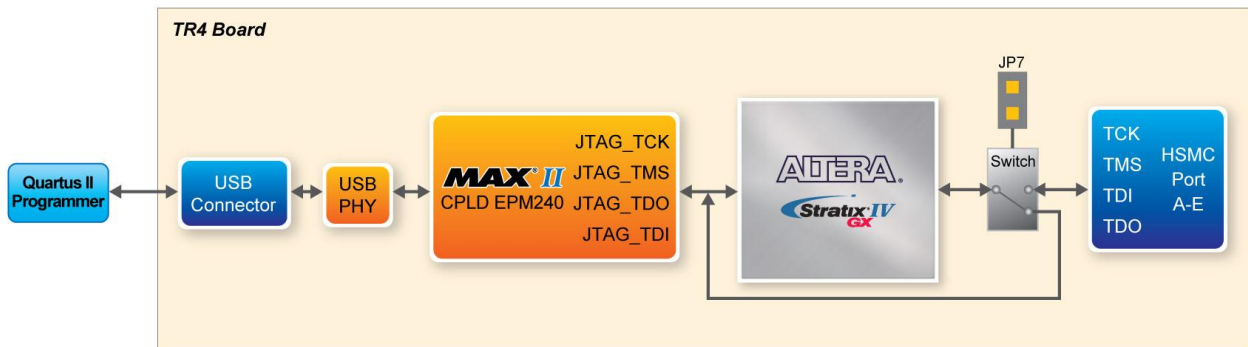 TR4 Board
JP7
Quartus II
Programmer
USB
Connector
USB
PHY
MAX® II
CPLD EPM240
JTAG_TCK
JTAG_TMS
JTAG_TDO
JTAG_TDI
ALTERA®
Stratix® IV
GX
Switch
TCK
TMS
TDI
TDO
HSMC
Port
A-E